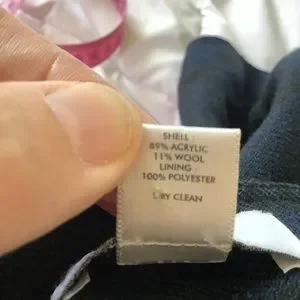 SHELL :
89% ACRYLIC
11% WOOL
LINING :
100% POLYESTER
DRY CLEAN